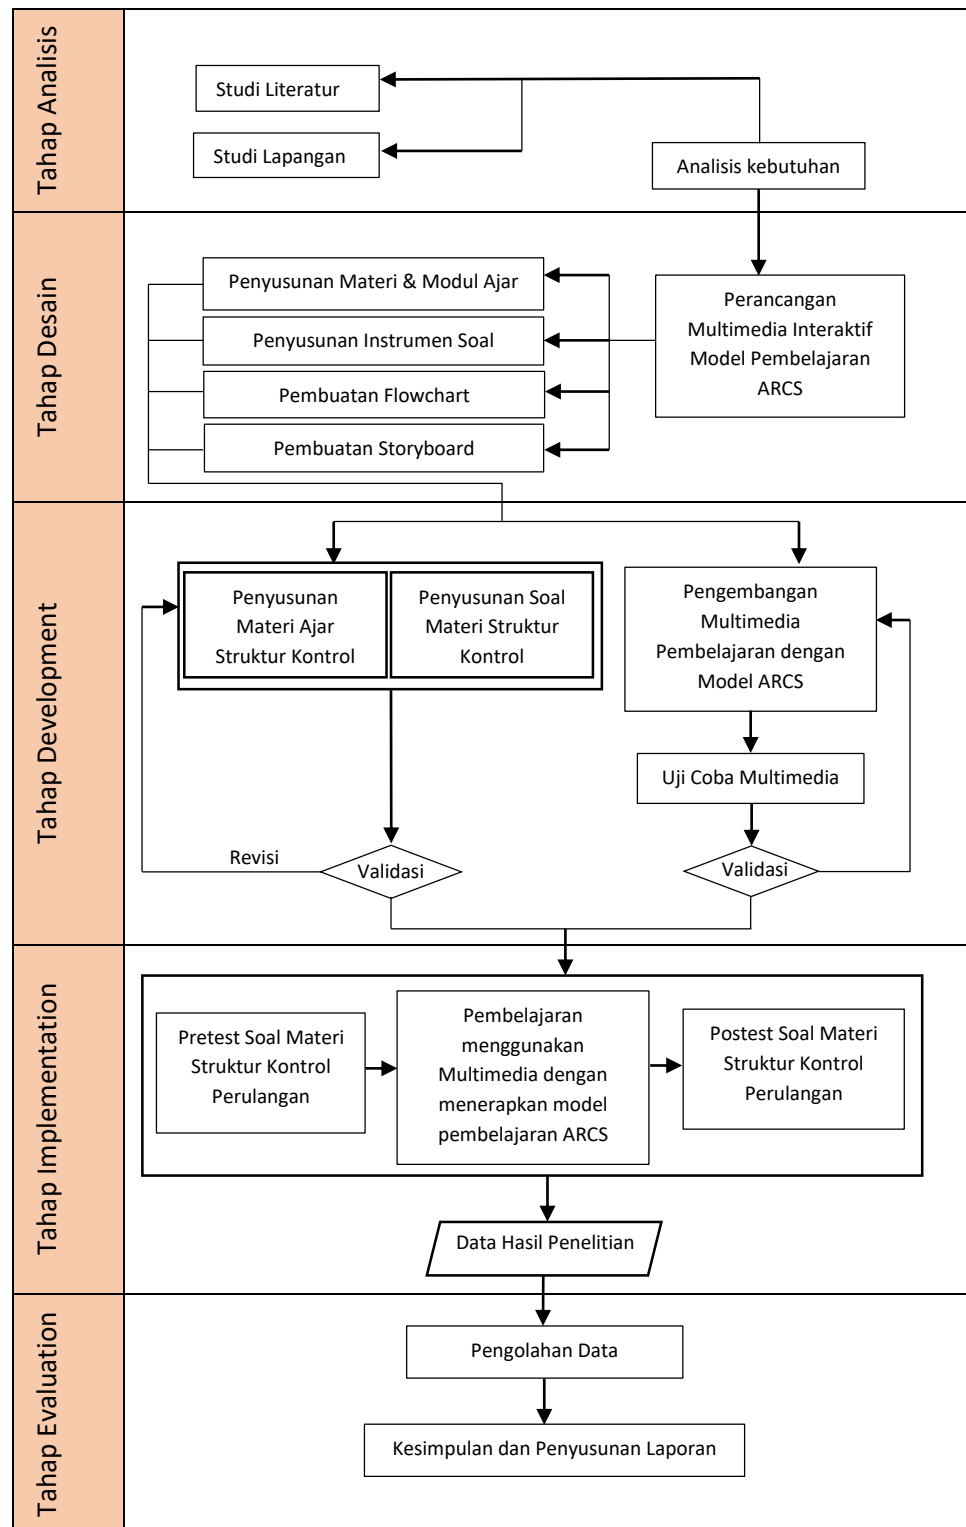 Tahap Analisis
Studi Literatur
Studi Lapangan
Analisis kebutuhan
Tahap Desain
Penyusunan Materi & Modul Ajar
Penyusunan Instrumen Soal
Pembuatan Flowchart
Pembuatan Storyboard
Perancangan
Multimedia Interaktif
Model Pembelajaran
ARCS
Tahap Development
Penyusunan
Materi Ajar
Struktur Kontrol
Penyusunan Soal
Materi Struktur
Kontrol
Pengembangan
Multimedia
Pembelajaran dengan
Model ARCS
Uji Coba Multimedia
Revisi
Validasi
Validasi
Tahap Implementation
Pretest Soal Materi
Struktur Kontrol
Perulangan
Pembelajaran
menggunakan
Multimedia dengan
menerapkan model
pembelajaran ARCS
Postest Soal Materi
Struktur Kontrol
Perulangan
Data Hasil Penelitian
Tahap Evaluation
Pengolahan Data
Kesimpulan dan Penyusunan Laporan